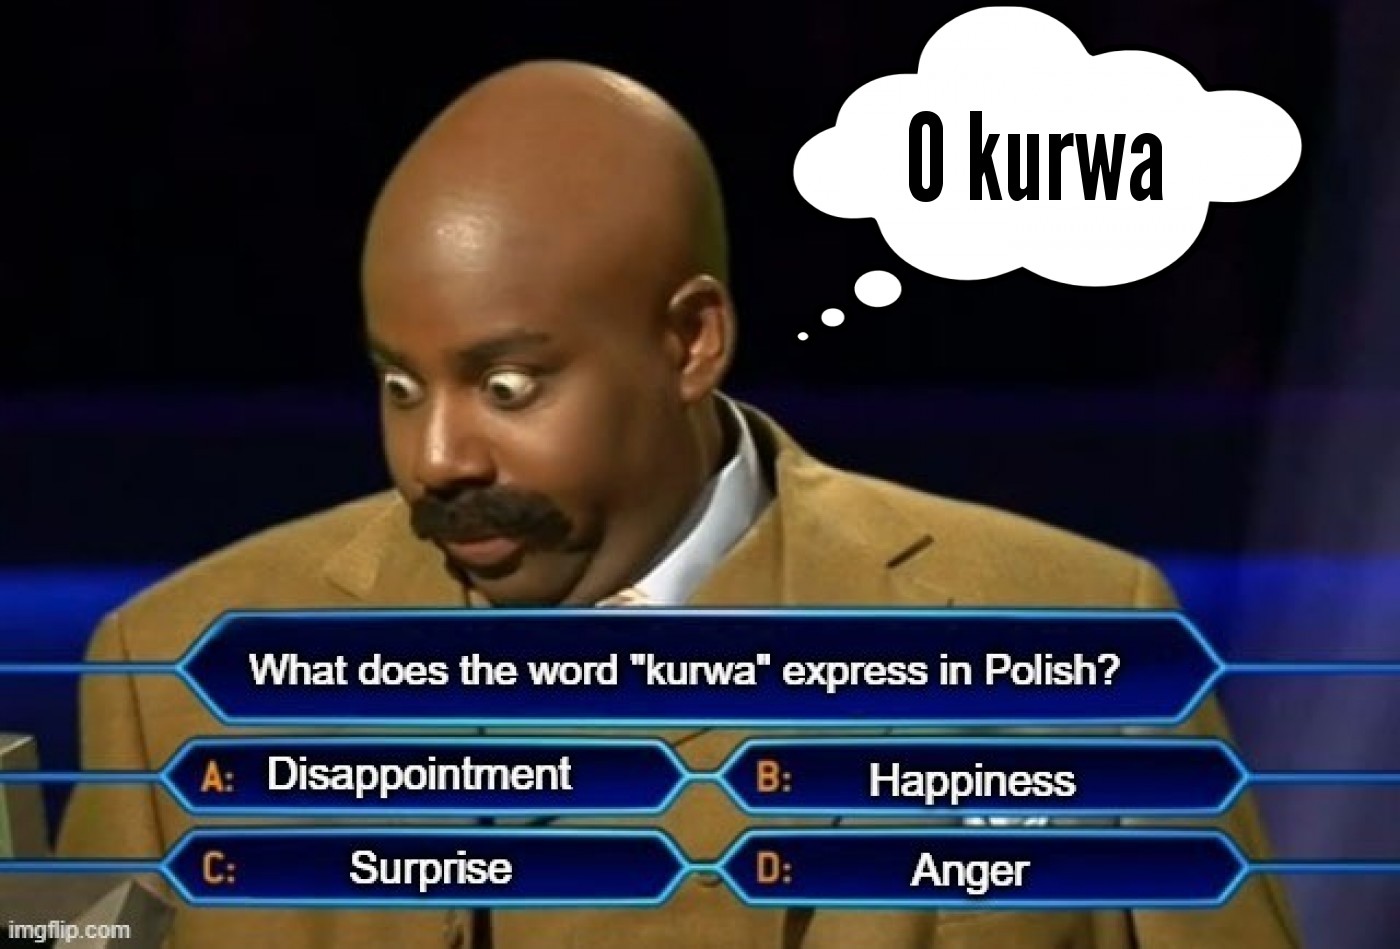 O kurwa
What does the word "kurwa" express in Polish?
A: Disappointment
B: Happiness
C: Surprise
D: Anger
imgflip.com